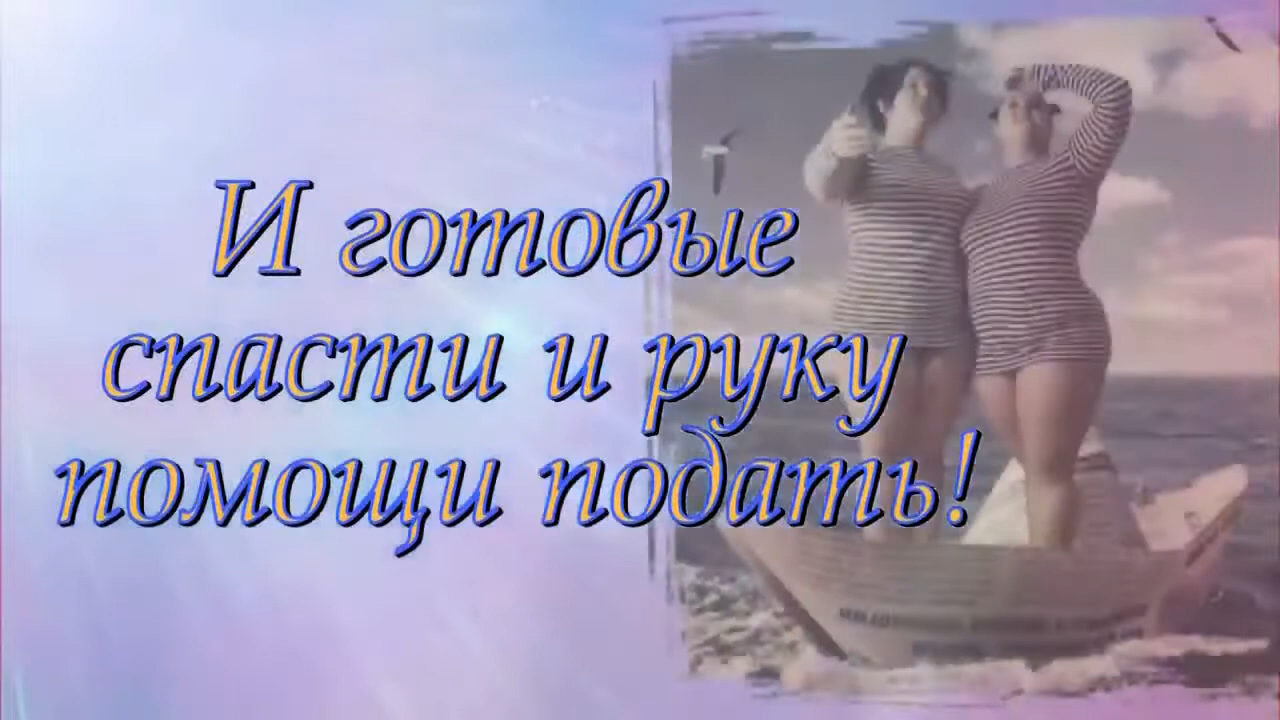 И готовые
спасти и руку
помощи подать!